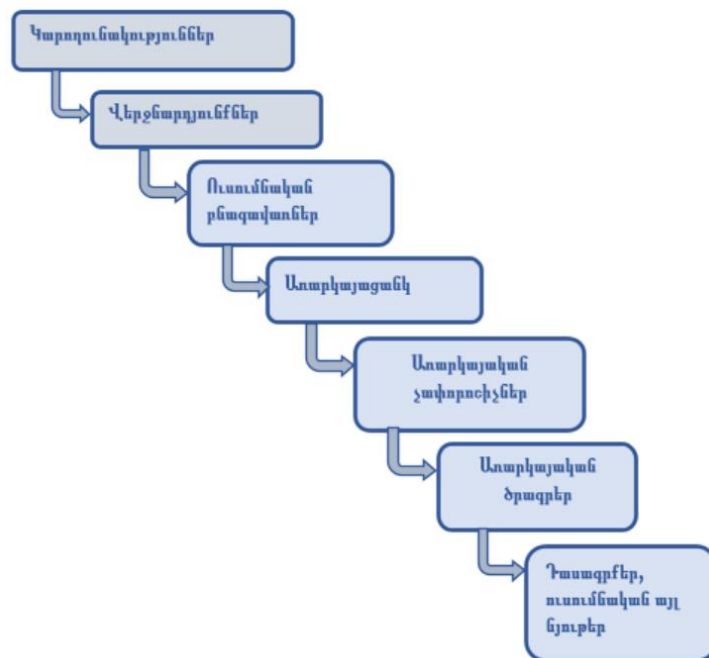 Կարողունակություններ
Վերջնարդյունքներ
Ուսումնական
բնագավառներ
Առարկայացանկ
Առարկայական
չափորոշիչներ
Առարկայական
ծրագրեր
Դասագրքեր,
ուսումնական այլ
նյութեր